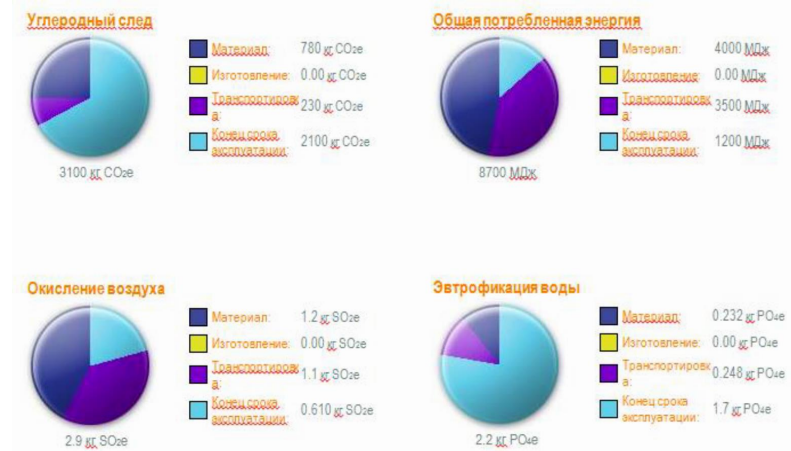 Углеродный след
Материал: 780 кг CO2e
Изготовление: 0.00 кг CO2e
Транспортировк
а: 230 кг CO2e
Конец срока
эксплуатации: 2100 кг CO2e
3100 кг CO2e
Общая потребленная энергия
Материал: 4000 МДж
Изготовление: 0.00 МДж
Транспортировк
а: 3500 МДж
Конец срока
эксплуатации: 1200 МДж
8700 МДж
Окисление воздуха
Материал: 1.2 кг SO2e
Изготовление: 0.00 кг SO2e
Транспортировк
а: 1.1 кг SO2e
Конец срока
эксплуатации: 0.610 кг SO2e
2.9 кг SO2e
Эвтрофикация воды
Материал: 0.232 кг PO4e
Изготовление: 0.00 кг PO4e
Транспортировк
а: 0.248 кг PO4e
Конец срока
эксплуатации: 1.7 кг PO4e
2.2 кг PO4e